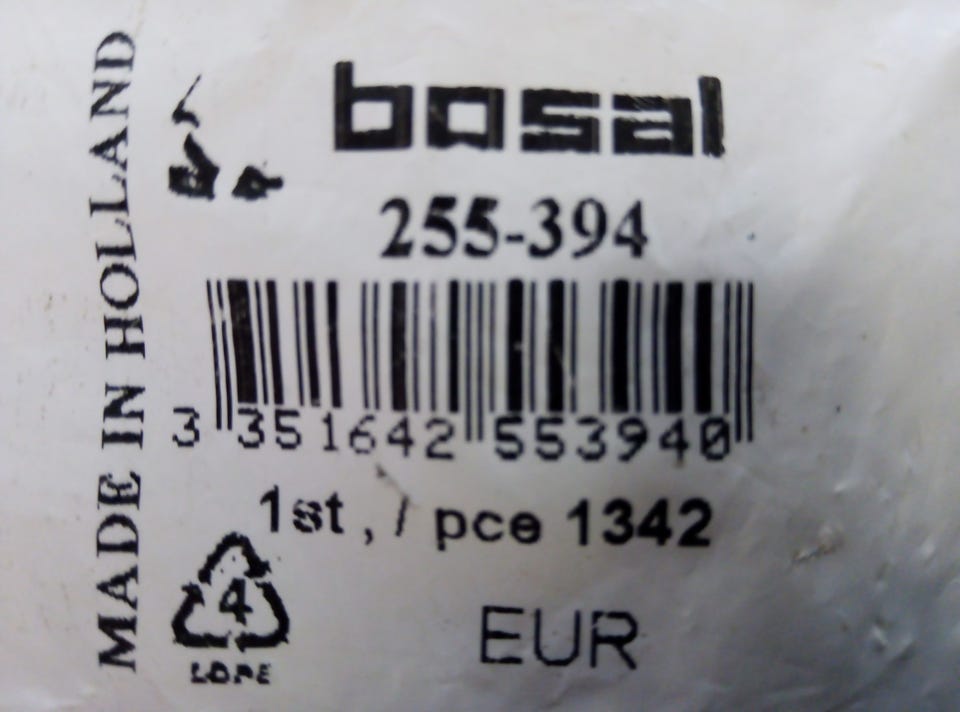 bosal
255-394
3 351642 553940
1st , / pce 1342
EUR
4
LDPE
MADE IN HOLLAND